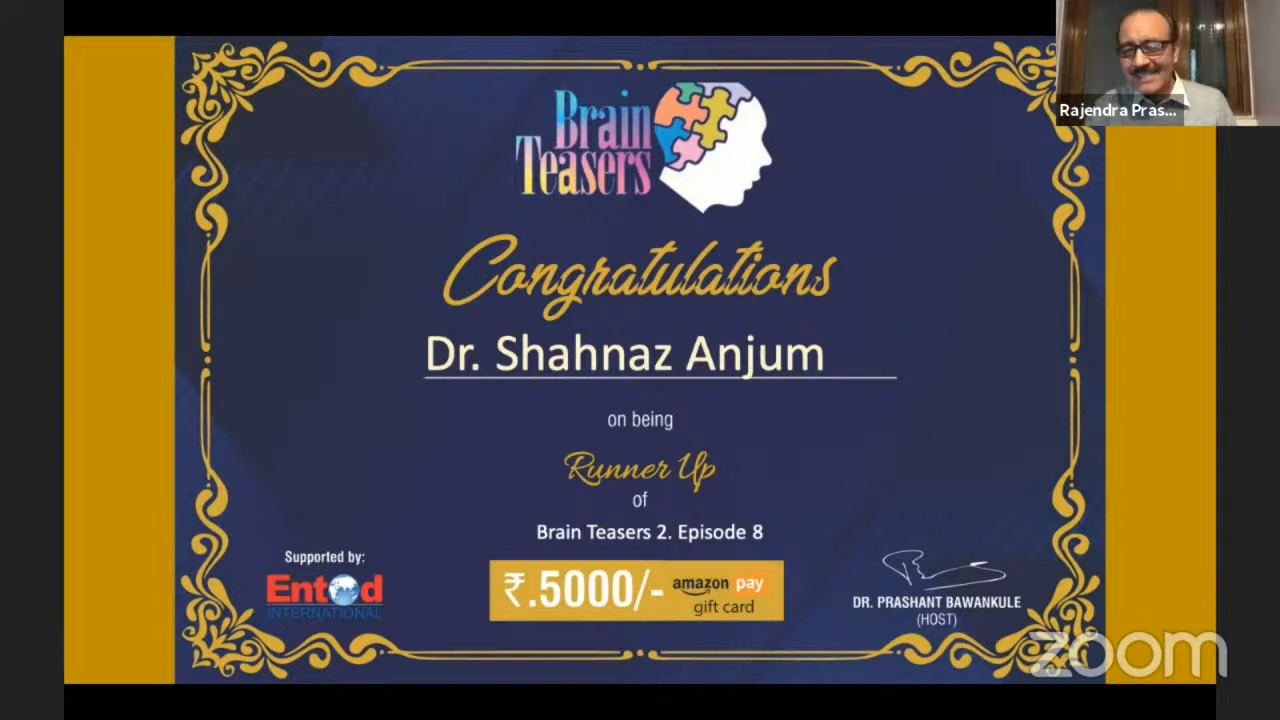 Rajendra Pras...
Brain
Teasers
Congratulations
Dr. Shahnaz Anjum
on being
Runner Up
of
Brain Teasers 2. Episode 8
Supported by:
Entod
INTERNATIONAL
₹.5000/-
amazon pay
gift card
DR. PRASHANT BAWANKULE
(HOST)
zoom